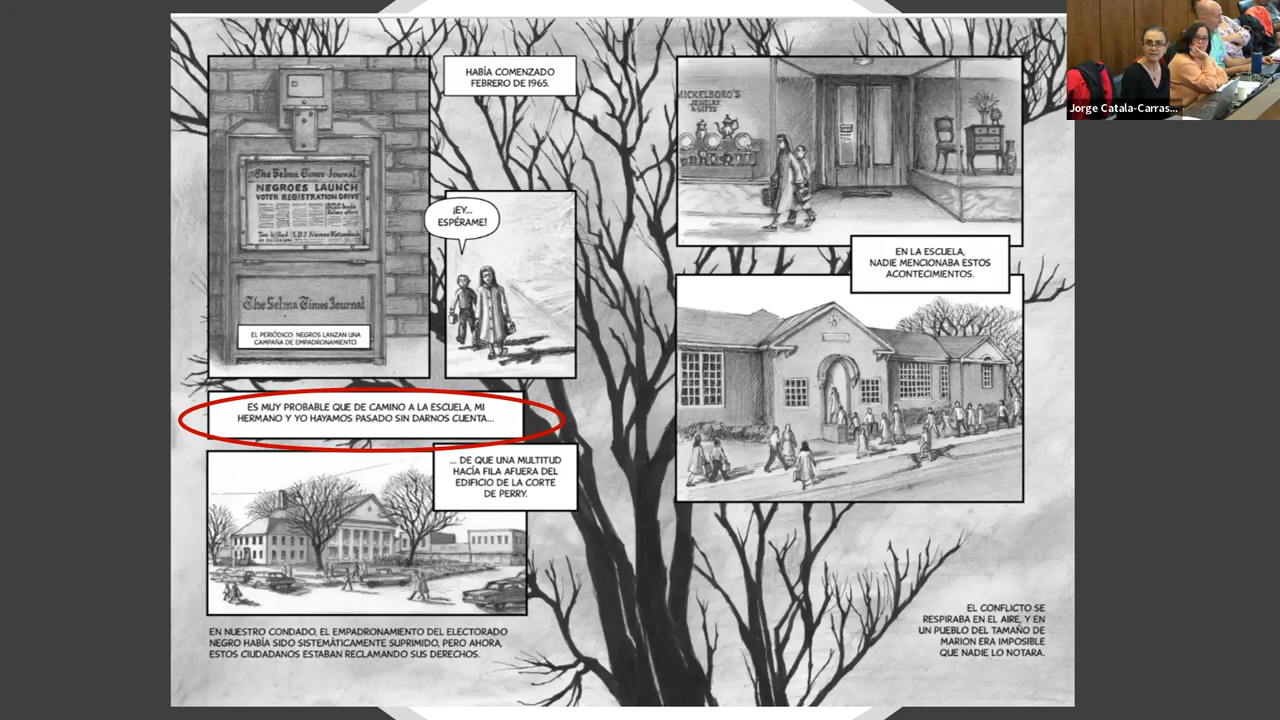 HABÍA COMENZADO
FEBRERO DE 1965.
The Selma Times-Journal
NEGROES LAUNCH
VOTER REGISTRATION DRIVE
The Selma Times Journal
EL PERIÓDICO: NEGROS LANZAN UNA
CAMPAÑA DE EMPADRONAMIENTO.
¡EY...
ESPÉRAME!
ES MUY PROBABLE QUE DE CAMINO A LA ESCUELA, MI
HERMANO Y YO HAYAMOS PASADO SIN DARNOS CUENTA...
... DE QUE UNA MULTITUD
HACÍA FILA AFUERA DEL
EDIFICIO DE LA CORTE
DE PERRY.
EN NUESTRO CONDADO, EL EMPADRONAMIENTO DEL ELECTORADO
NEGRO HABÍA SIDO SISTEMÁTICAMENTE SUPRIMIDO, PERO AHORA,
ESTOS CIUDADANOS ESTABAN RECLAMANDO SUS DERECHOS.
MICKELBORO'S
JEWELRY
& GIFTS
EN LA ESCUELA,
NADIE MENCIONABA ESTOS
ACONTECIMIENTOS.
EL CONFLICTO SE
RESPIRABA EN EL AIRE, Y EN
UN PUEBLO DEL TAMAÑO DE
MARION ERA IMPOSIBLE
QUE NADIE LO NOTARA.
Jorge Catala-Carras...